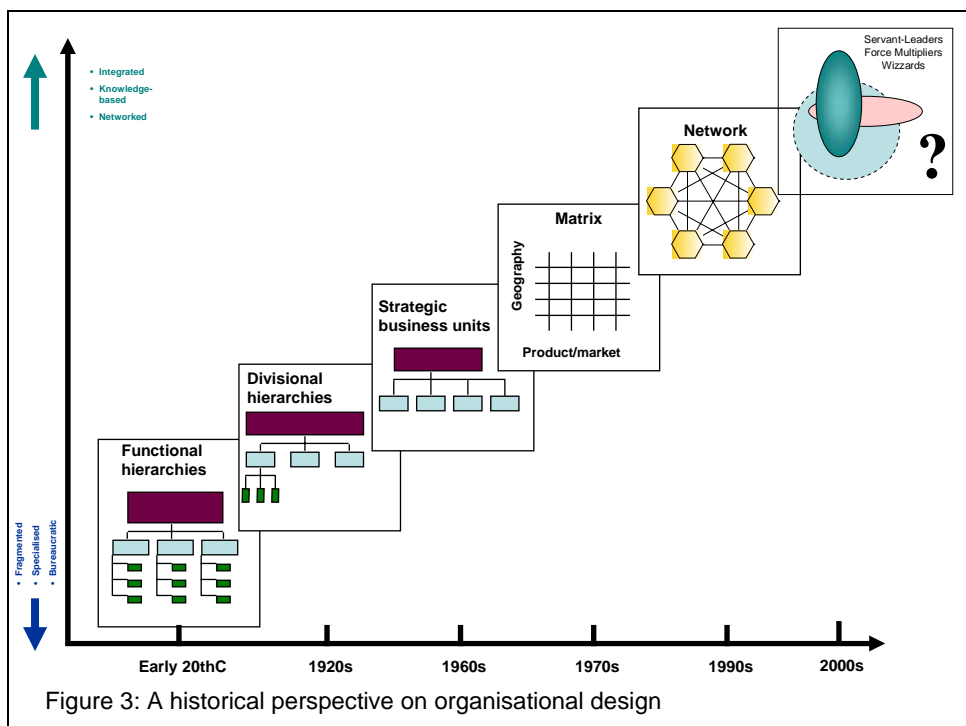 Servant-Leaders
Force Multipliers
Wizzards
?
• Integrated
• Knowledge-
based
• Networked
Network
Matrix
Geography
Product/market
Strategic
business units
Divisional
hierarchies
Functional
hierarchies
• Fragmented
• Specialised
• Bureaucratic
Early 20thC
1920s
1960s
1970s
1990s
2000s
Figure 3: A historical perspective on organisational design